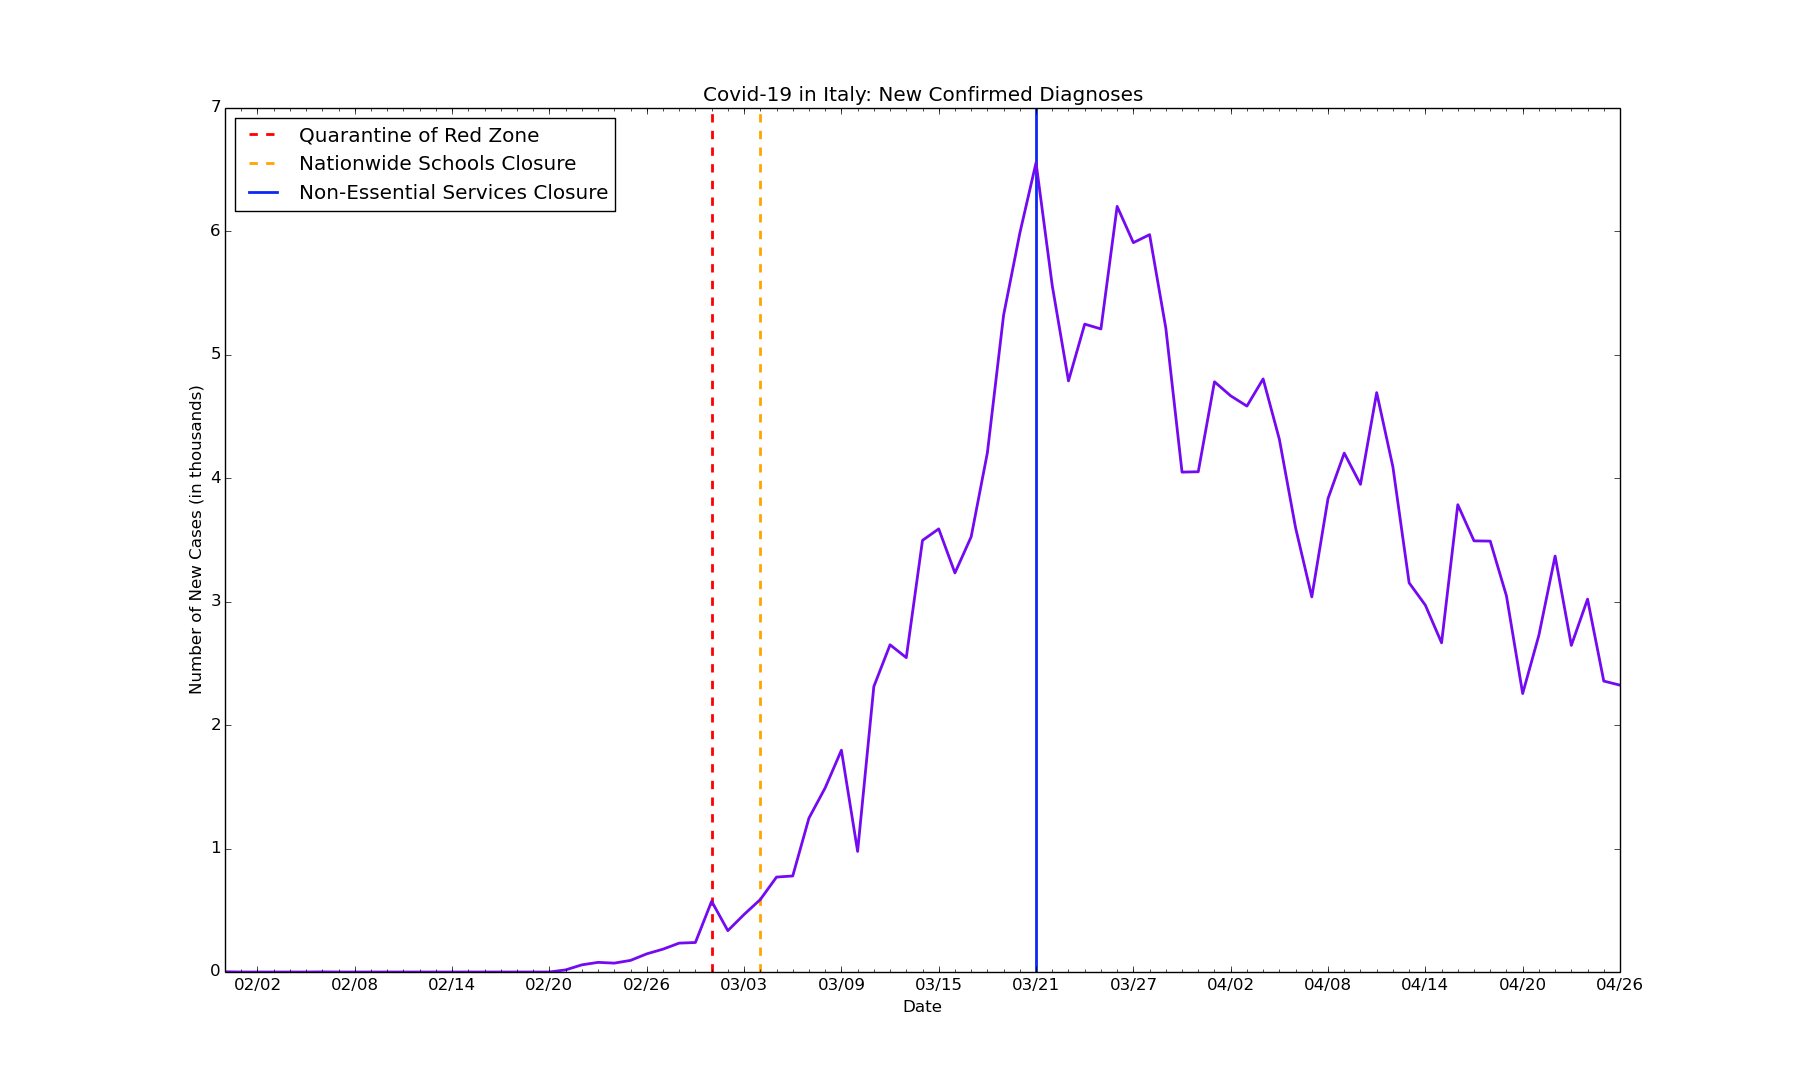 Covid-19 in Italy: New Confirmed Diagnoses
Quarantine of Red Zone
Nationwide Schools Closure
Non-Essential Services Closure
Number of New Cases (in thousands)
7
6
5
4
3
2
1
0
02/02 02/08 02/14 02/20 02/26 03/03 03/09 03/15 03/21 03/27 04/02 04/08 04/14 04/20 04/26
Date